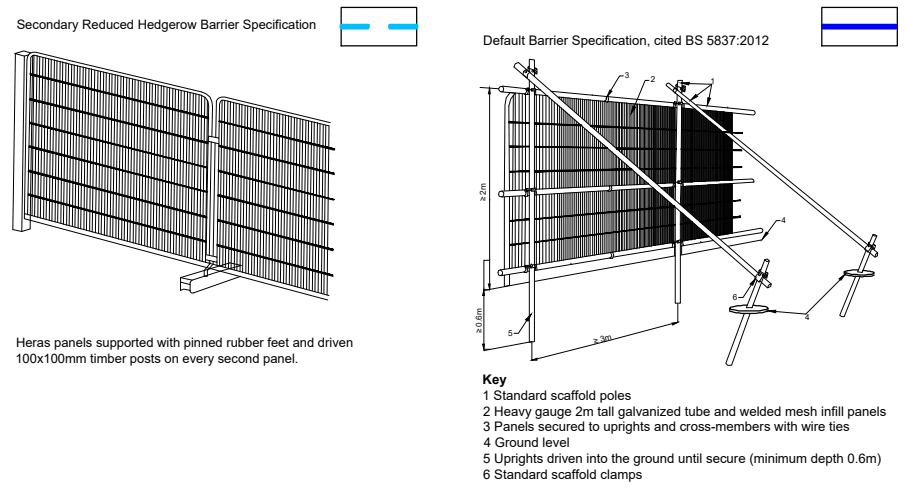 Secondary Reduced Hedgerow Barrier Specification
Heras panels supported with pinned rubber feet and driven
100x100mm timber posts on every second panel.
Default Barrier Specification, cited BS 5837:2012
3
2
1
≥ 2m
4
6
4
≥ 0.6m
5
≥ 3m
Key
1 Standard scaffold poles
2 Heavy gauge 2m tall galvanized tube and welded mesh infill panels
3 Panels secured to uprights and cross-members with wire ties
4 Ground level
5 Uprights driven into the ground until secure (minimum depth 0.6m)
6 Standard scaffold clamps